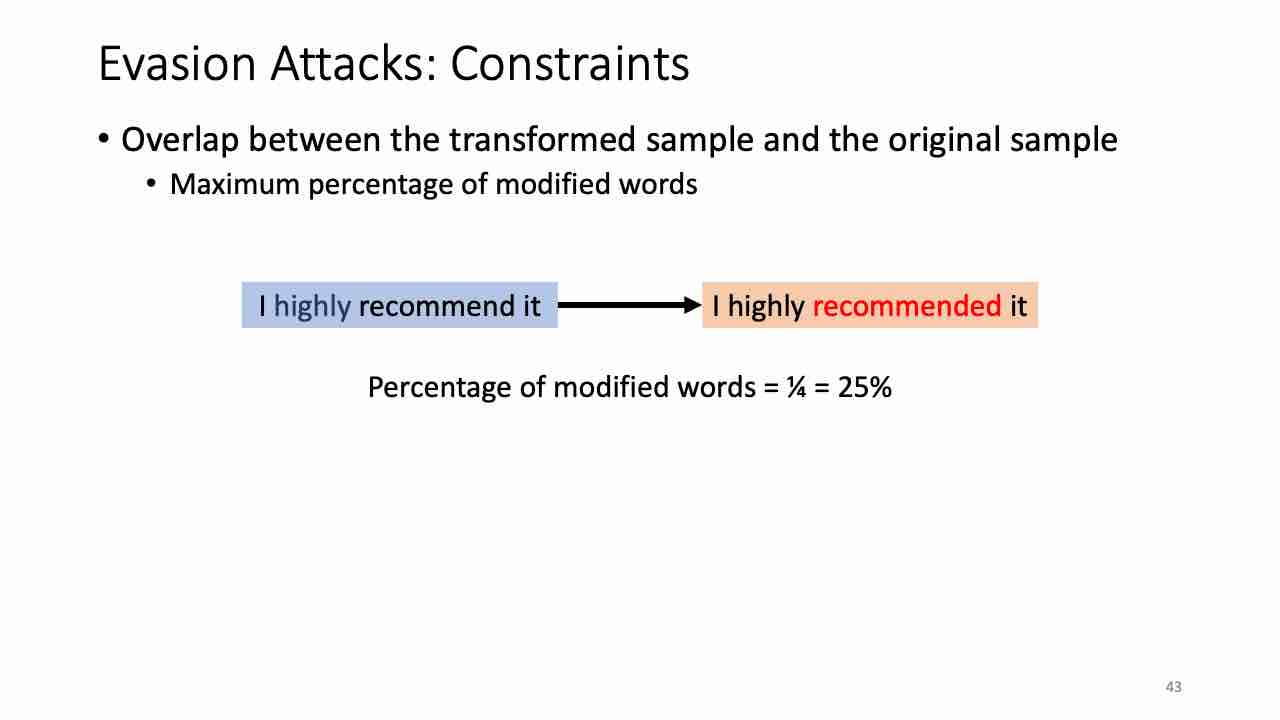 Evasion Attacks: Constraints
• Overlap between the transformed sample and the original sample
• Maximum percentage of modified words
I highly recommend it
I highly recommended it
Percentage of modified words = ¼ = 25%
43